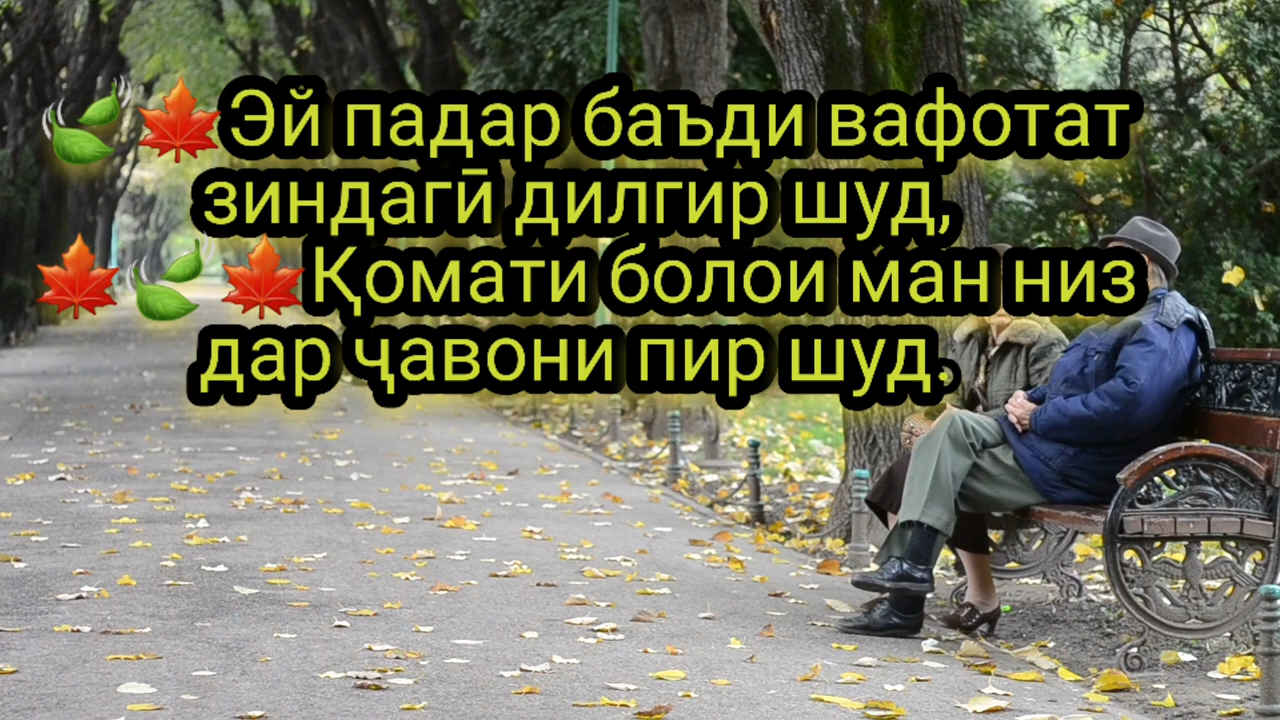 🍃🍁Эй падар баъди вафотат
зиндагӣ дилгир шуд,
🍁🍃🍁Қомати болои ман низ
дар ҷавони пир шуд.